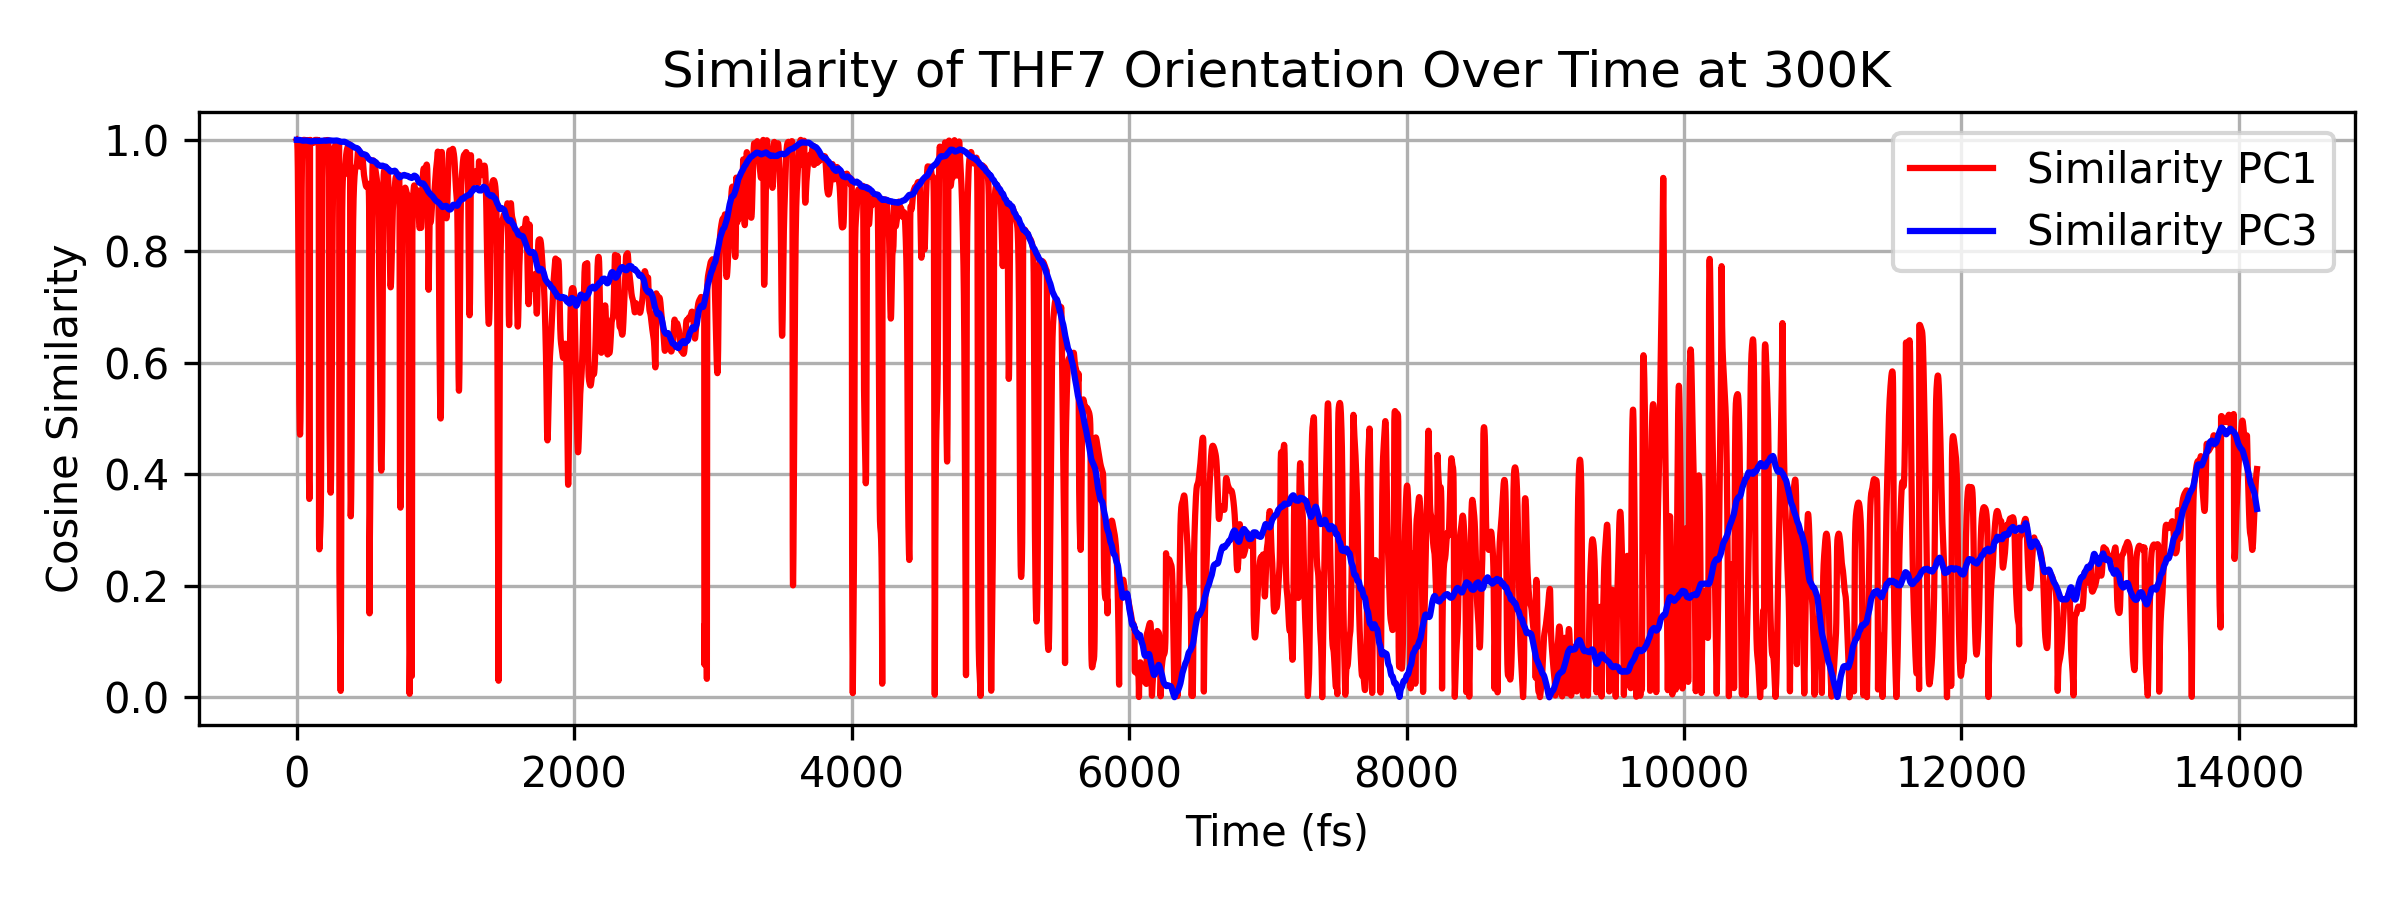 Similarity of THF7 Orientation Over Time at 300K
1.0
0.8
0.6
0.4
0.2
0.0
Cosine Similarity
Similarity PC1
Similarity PC3
0 2000 4000 6000 8000 10000 12000 14000
Time (fs)